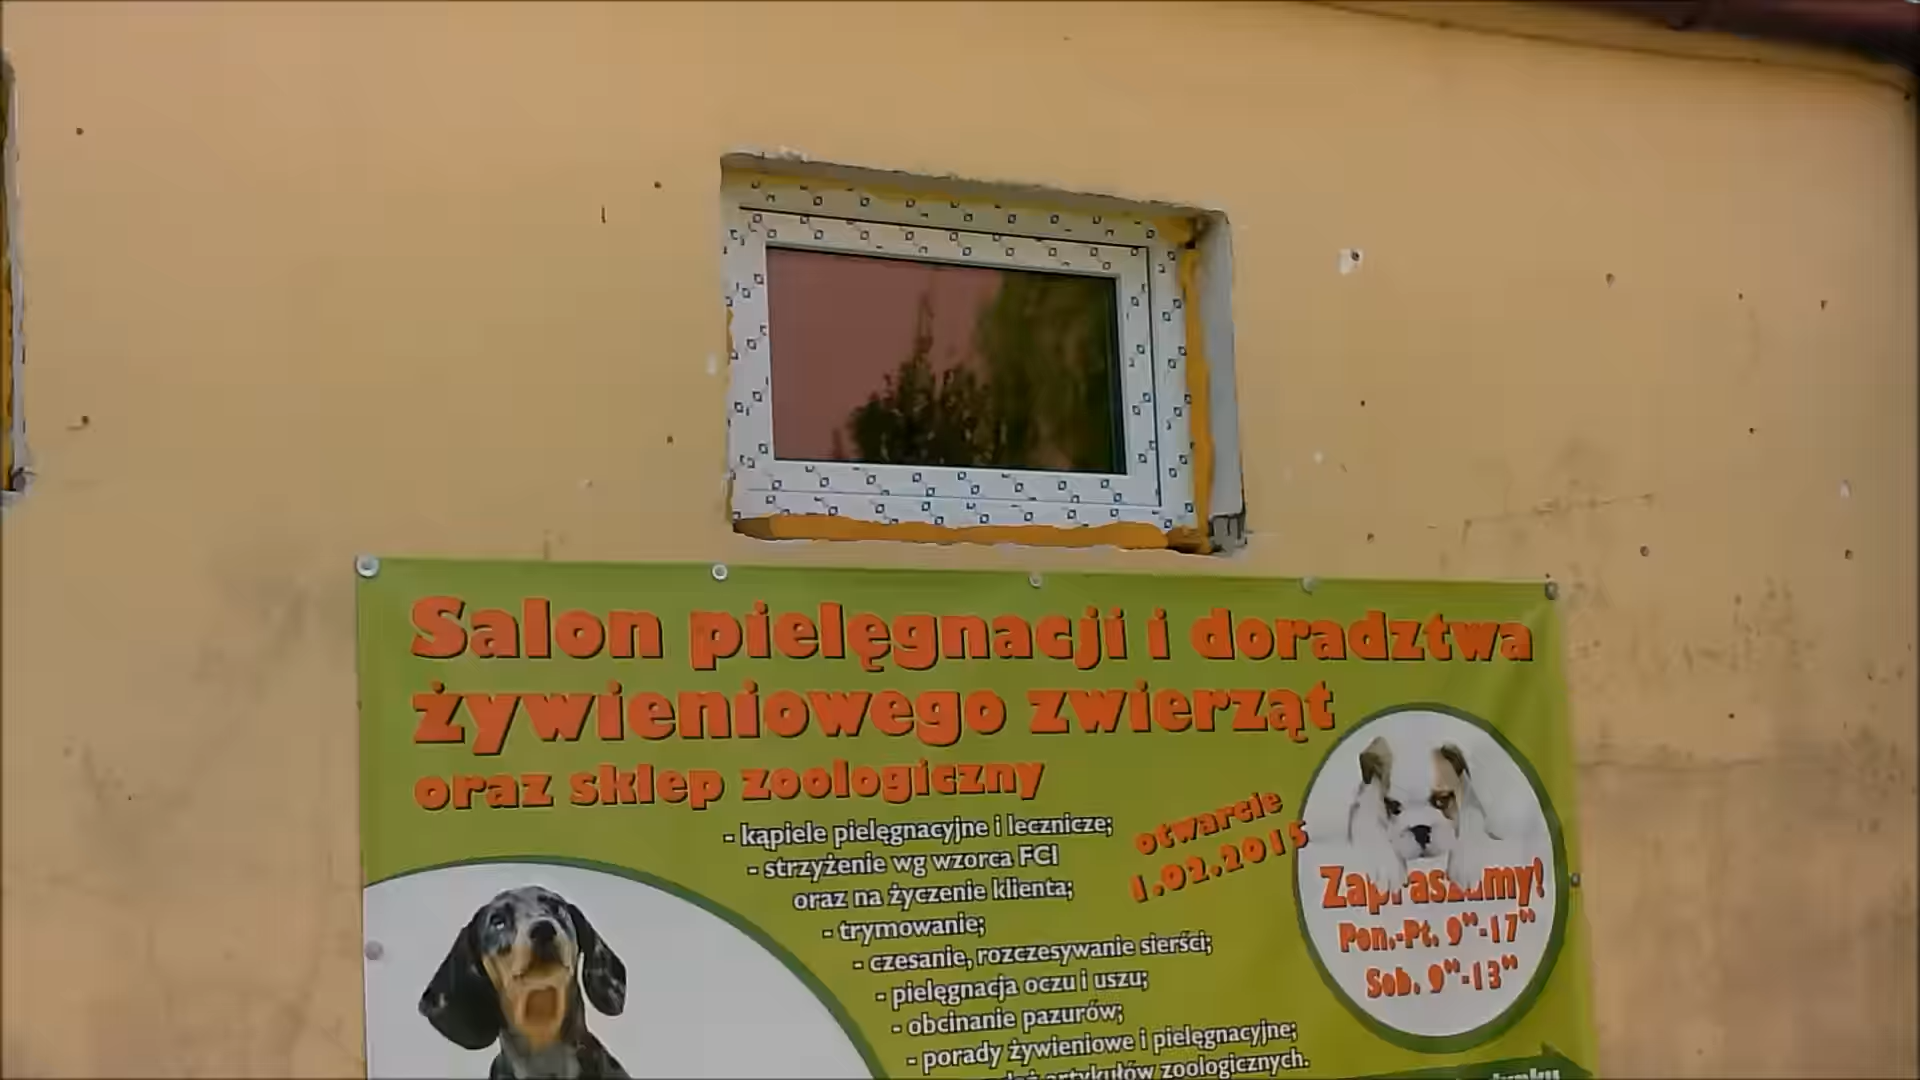 Salon pielęgnacji i doradztwa
żywieniowego zwierząt
oraz sklep zoologiczny
- kąpiele pielęgnacyjne i lecznicze;
- strzyżenie wg wzorca FCI
oraz na życzenie klienta;
- trymowanie;
- czesanie, rozczesywanie sierści;
- pielęgnacja oczu i uszu;
- obcinanie pazurów;
- porady żywieniowe i pielęgnacyjne;
artykułów zoologicznych.
otwarcie
1.02.2015
Zapraszamy!
Pon.-Pt. 9⁰⁰-17⁰⁰
Sob. 9⁰⁰-13⁰⁰